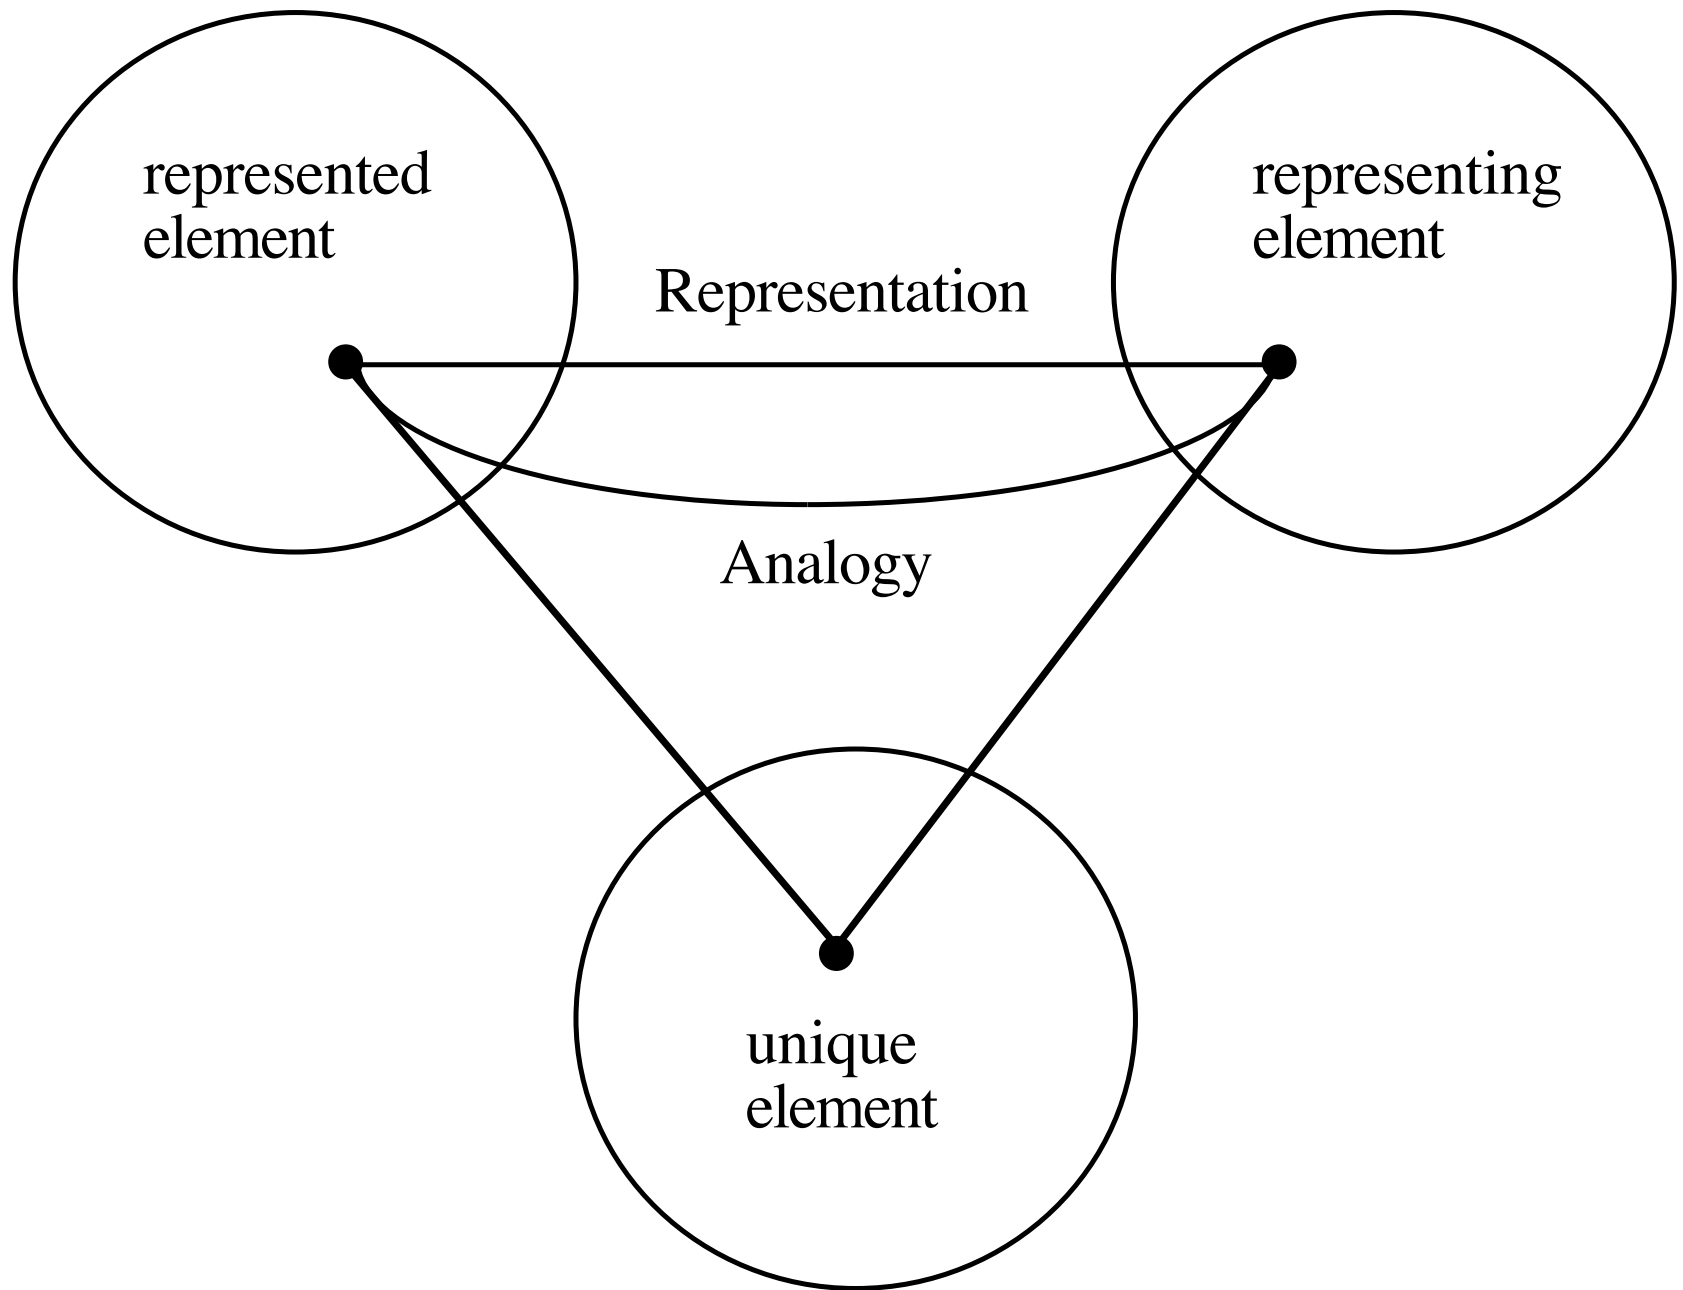 represented
element
representing
element
Representation
Analogy
unique
element